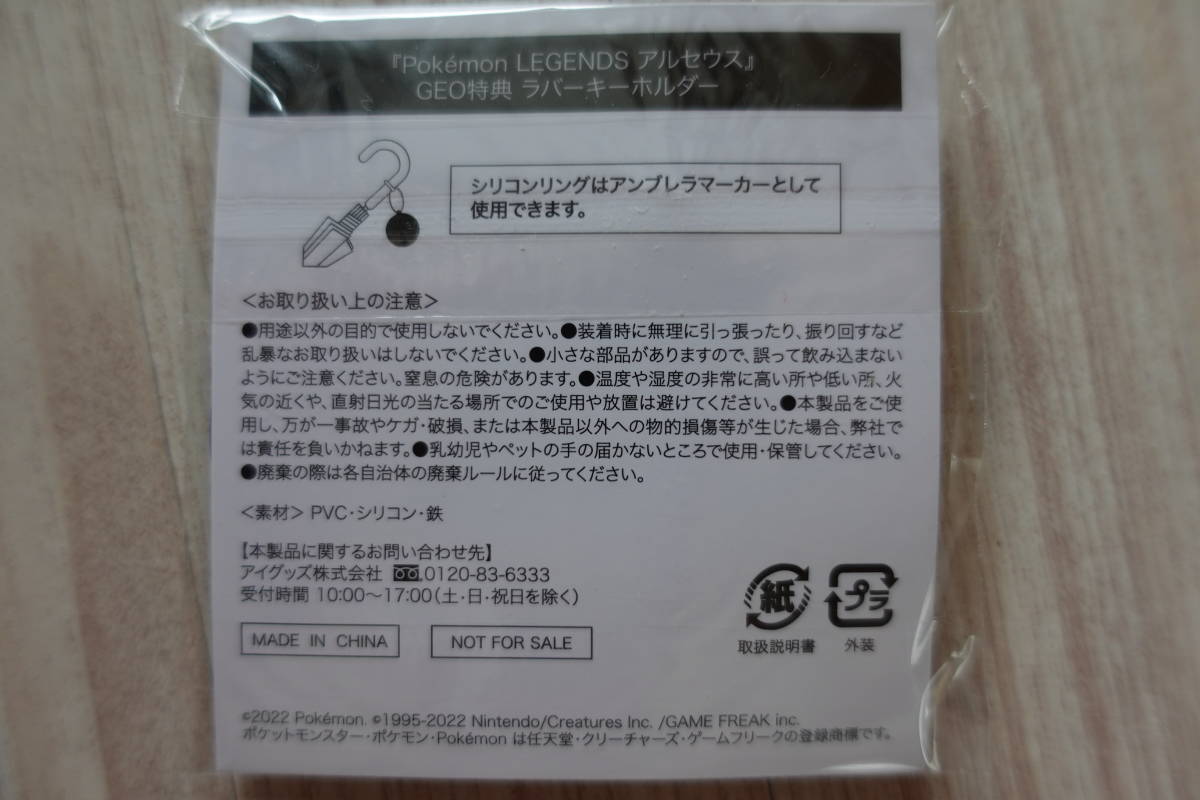 『Pokémon LEGENDS アルセウス』
GEO特典 ラバーキーホルダー
シリコンリングはアンブレラマーカーとして
使用できます。
＜お取り扱い上の注意＞
●用途以外の目的で使用しないでください。●装着時に無理に引っ張ったり、振り回すなど
乱暴なお取り扱いはしないでください。●小さな部品がありますので、誤って飲み込まない
ようにご注意ください。窒息の危険があります。●温度や湿度の非常に高い所や低い所、火
気の近くや、直射日光の当たる場所でのご使用や放置は避けてください。●本製品をご使
用し、万が一事故やケガ・破損、または本製品以外への物的損傷等が生じた場合、弊社で
は責任を負いかねます。●乳幼児やペットの手の届かないところで使用・保管してください。
●廃棄の際は各自治体の廃棄ルールに従ってください。
＜素材＞ PVC・シリコン・鉄
【本製品に関するお問い合わせ先】
アイグッズ株式会社 0120-83-6333
受付時間 10:00～17:00（土・日・祝日を除く）
MADE IN CHINA
NOT FOR SALE
紙
プラ
取扱説明書
外装
©2022 Pokémon. ©1995-2022 Nintendo/Creatures Inc. /GAME FREAK inc.
ポケットモンスター・ポケモン・Pokémon は任天堂・クリーチャーズ・ゲームフリークの登録商標です。